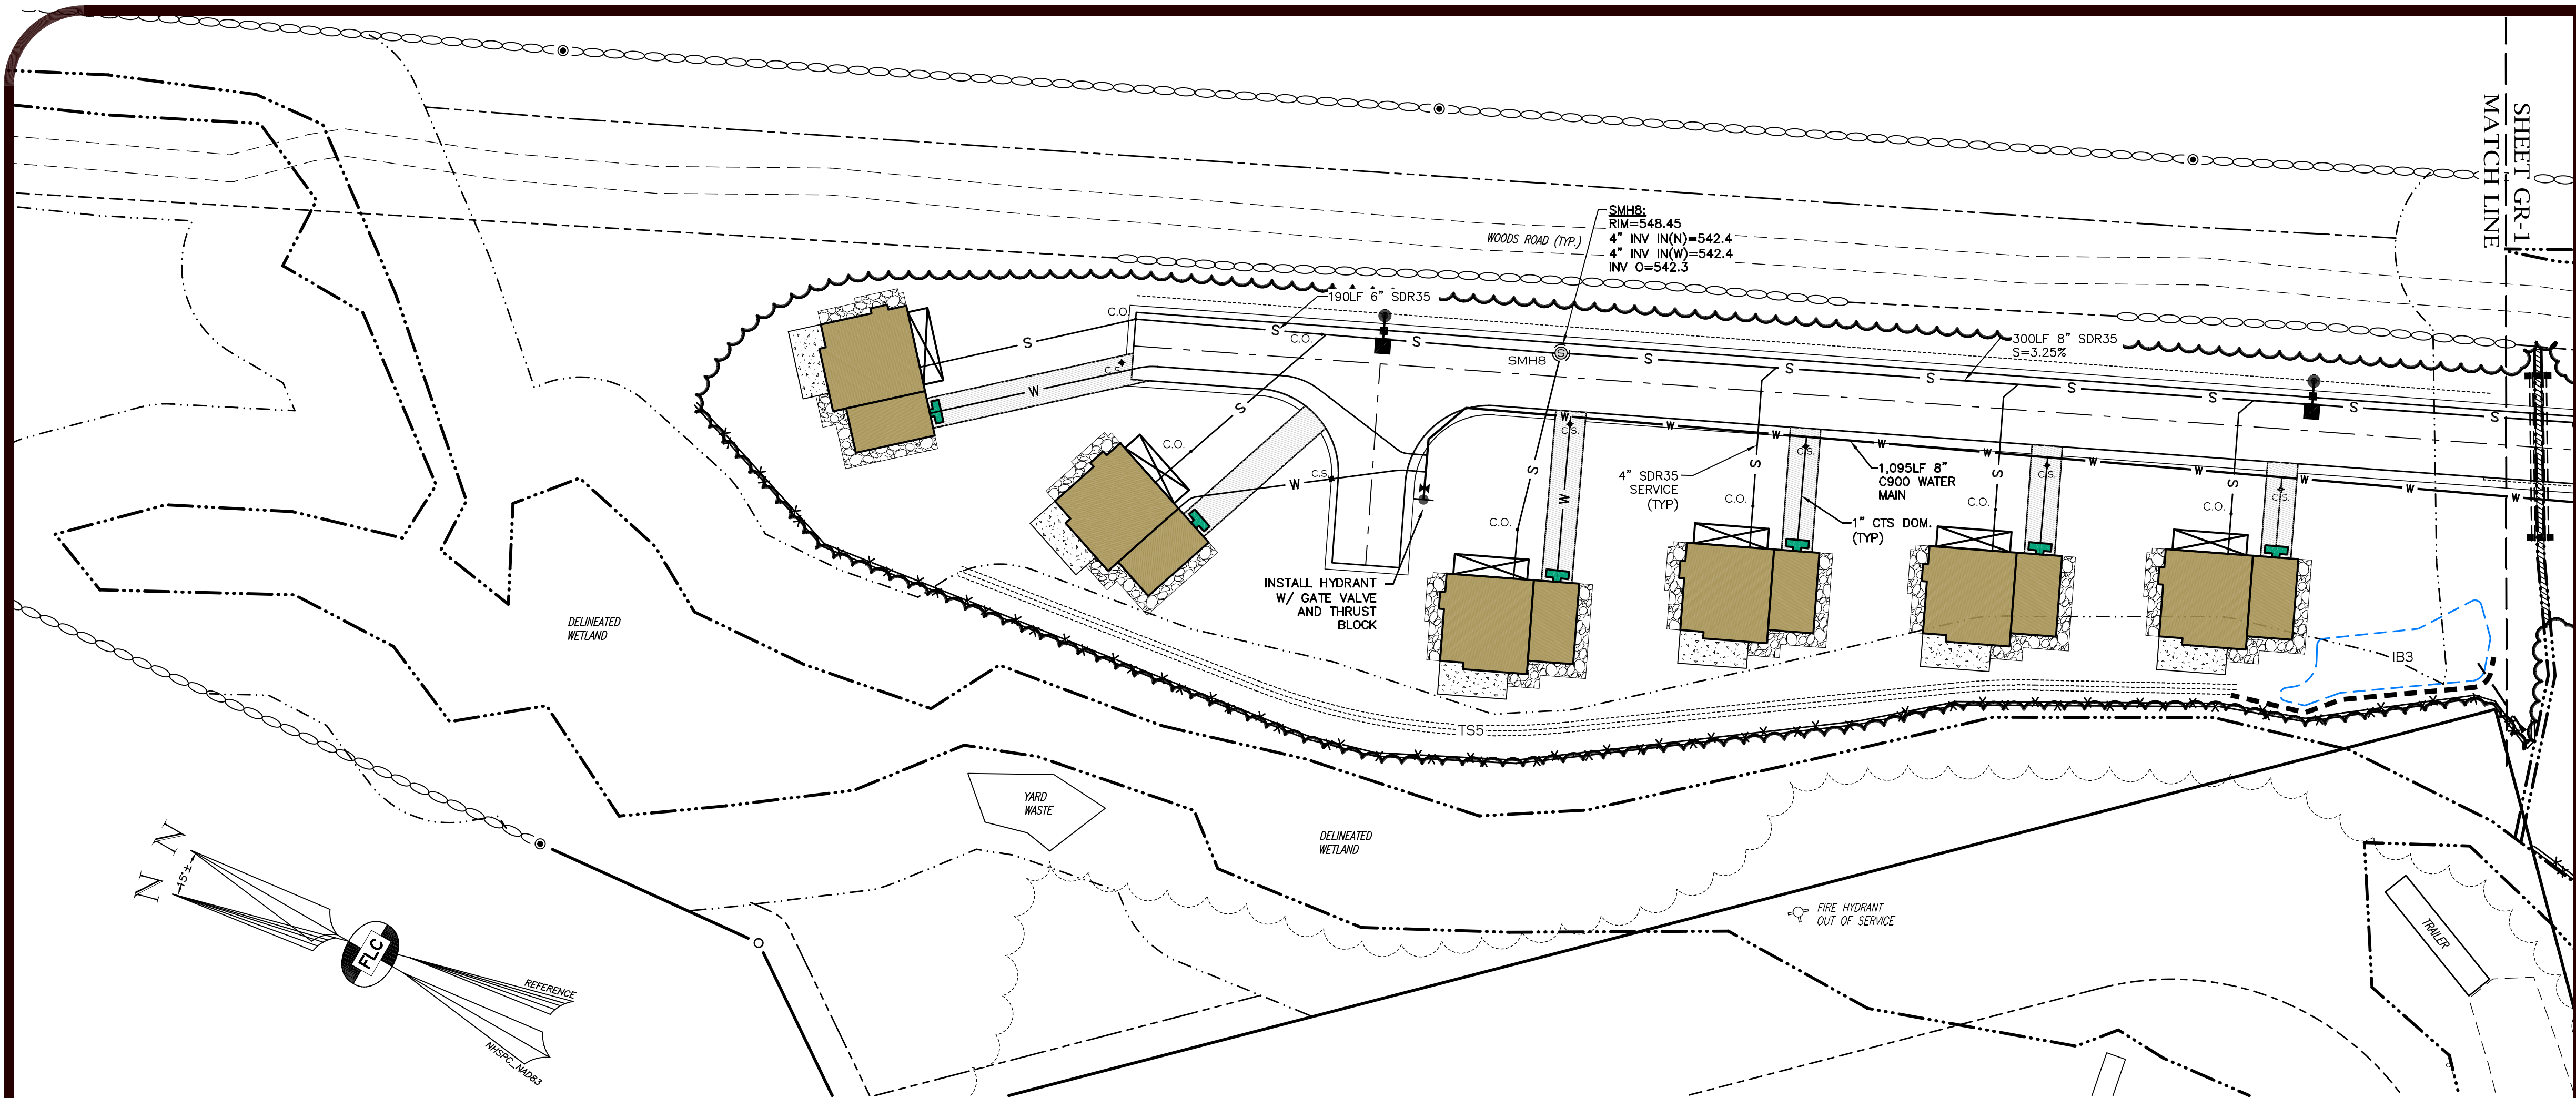 SHEET GR-1
MATCH LINE
SMH8:
RIM=548.45
4" INV IN(N)=542.4
4" INV IN(W)=542.4
INV O=542.3
WOODS ROAD (TYP.)
190LF 6" SDR35
C.O.
S
S
C.O.
S
S
SMH8
S
S
S
300LF 8" SDR35
S=3.25%
S
S
S
S
S
S
C.S.
W
S
C.O.
C.S.
W
W
C.S.
S
W
C.O.
W
W
C.S.
S
4" SDR35
SERVICE
(TYP)
C.O.
1,095LF 8"
C900 WATER
MAIN
1" CTS DOM.
(TYP)
W
W
C.S.
S
C.O.
W
W
C.S.
S
C.O.
W
W
W
INSTALL HYDRANT
W/ GATE VALVE
AND THRUST
BLOCK
DELINEATED
WETLAND
IB3
TS5
YARD
WASTE
DELINEATED
WETLAND
FIRE HYDRANT
OUT OF SERVICE
TRAILER
N
N
15'±
FLC
REFERENCE
NHSPC_NAD83